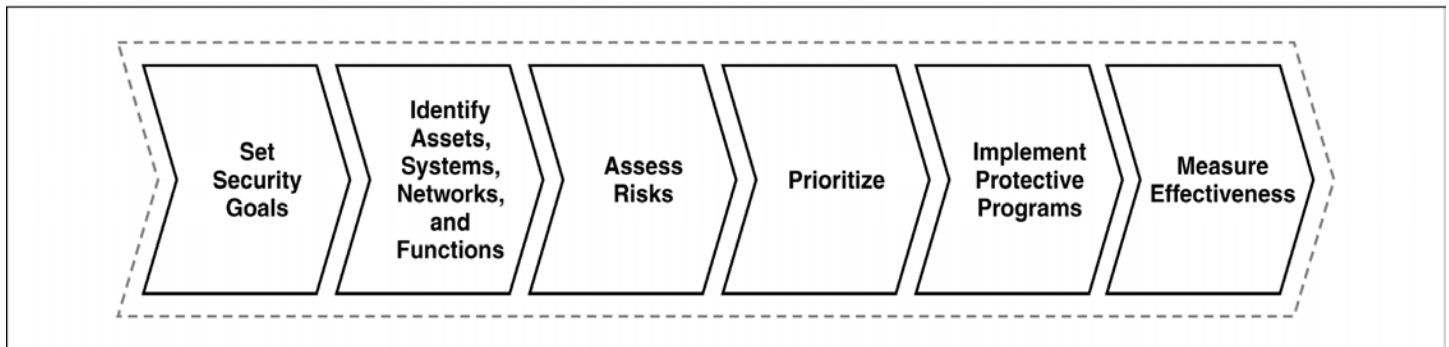 Set
Security
Goals
Identify
Assets,
Systems,
Networks,
and
Functions
Assess
Risks
Prioritize
Implement
Protective
Programs
Measure
Effectiveness